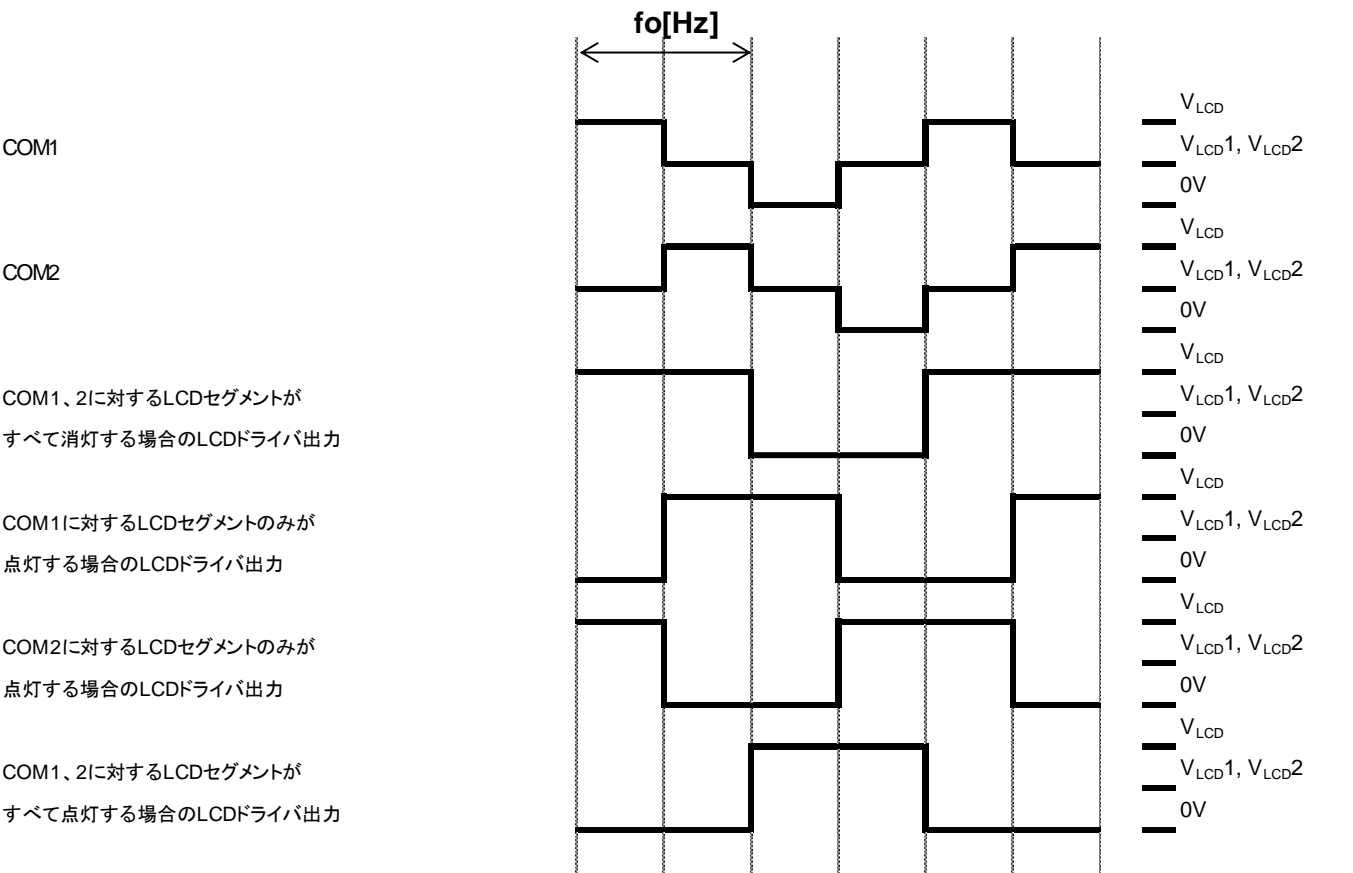 fo[Hz]
COM1
VLCD
VLCD1, VLCD2
0V
COM2
VLCD
VLCD1, VLCD2
0V
COM1、2に対するLCDセグメントが
すべて消灯する場合のLCDドライバ出力
VLCD
VLCD1, VLCD2
0V
COM1に対するLCDセグメントのみが
点灯する場合のLCDドライバ出力
VLCD
VLCD1, VLCD2
0V
COM2に対するLCDセグメントのみが
点灯する場合のLCDドライバ出力
VLCD
VLCD1, VLCD2
0V
COM1、2に対するLCDセグメントが
すべて点灯する場合のLCDドライバ出力
VLCD
VLCD1, VLCD2
0V